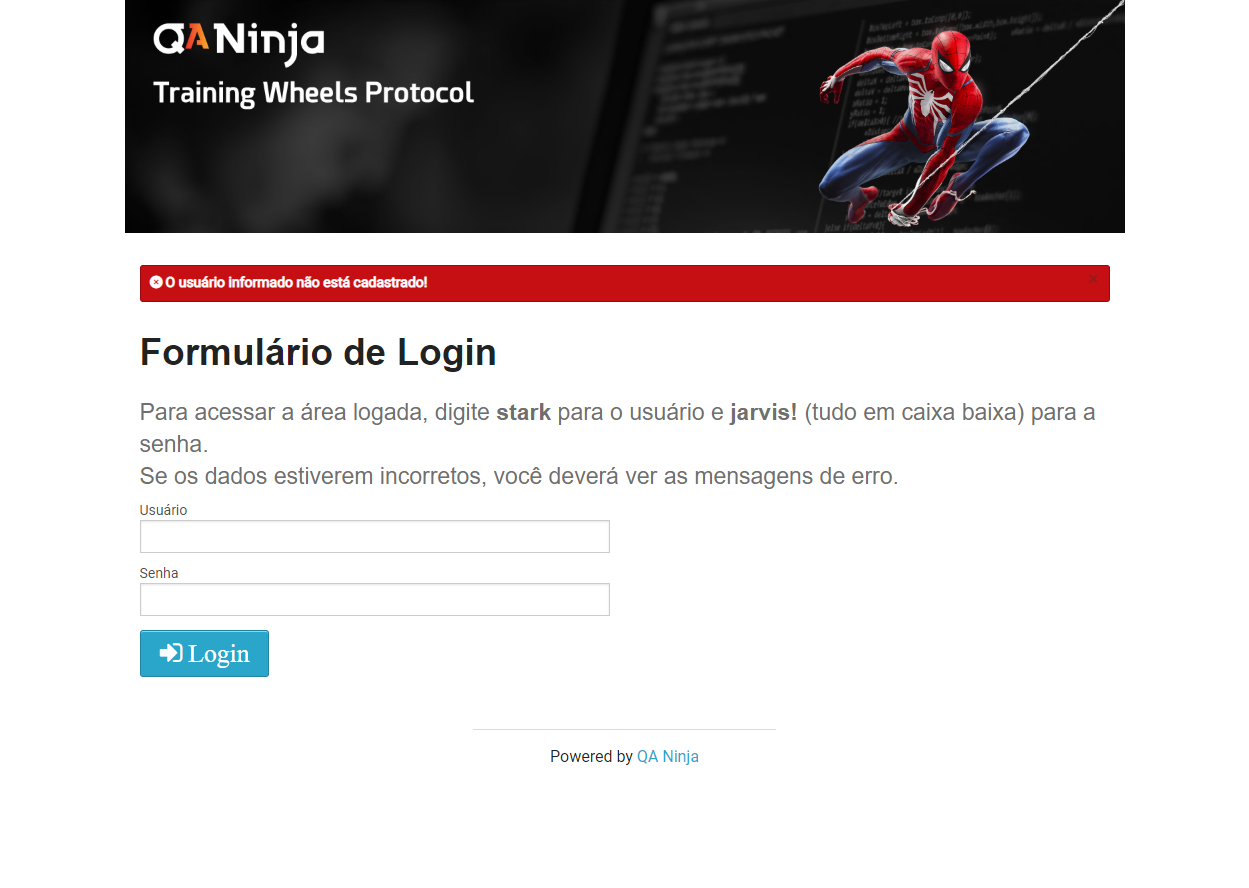 QANinja
Training Wheels Protocol
O usuário informado não está cadastrado!
×
Formulário de Login
Para acessar a área logada, digite stark para o usuário e jarvis! (tudo em caixa baixa) para a
senha.
Se os dados estiverem incorretos, você deverá ver as mensagens de erro.
Usuário
Senha
Login
Powered by QA Ninja